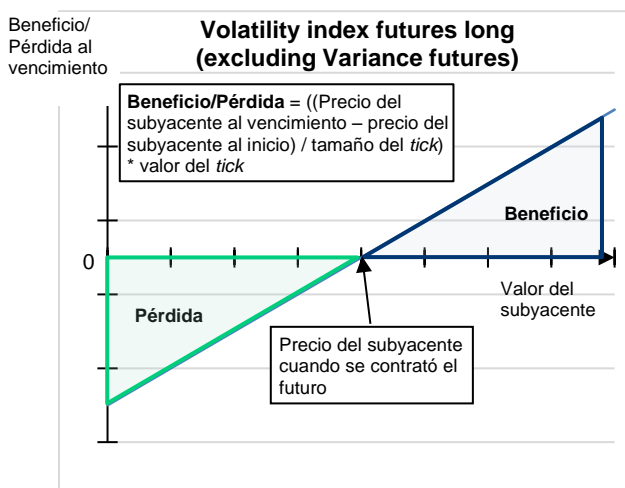 Beneficio/
Pérdida al
vencimiento
Volatility index futures long
(excluding Variance futures)
Beneficio/Pérdida = ((Precio del
subyacente al vencimiento – precio del
subyacente al inicio) / tamaño del tick)
* valor del tick
Beneficio
0
Valor del
subyacente
Pérdida
Precio del subyacente
cuando se contrató el
futuro